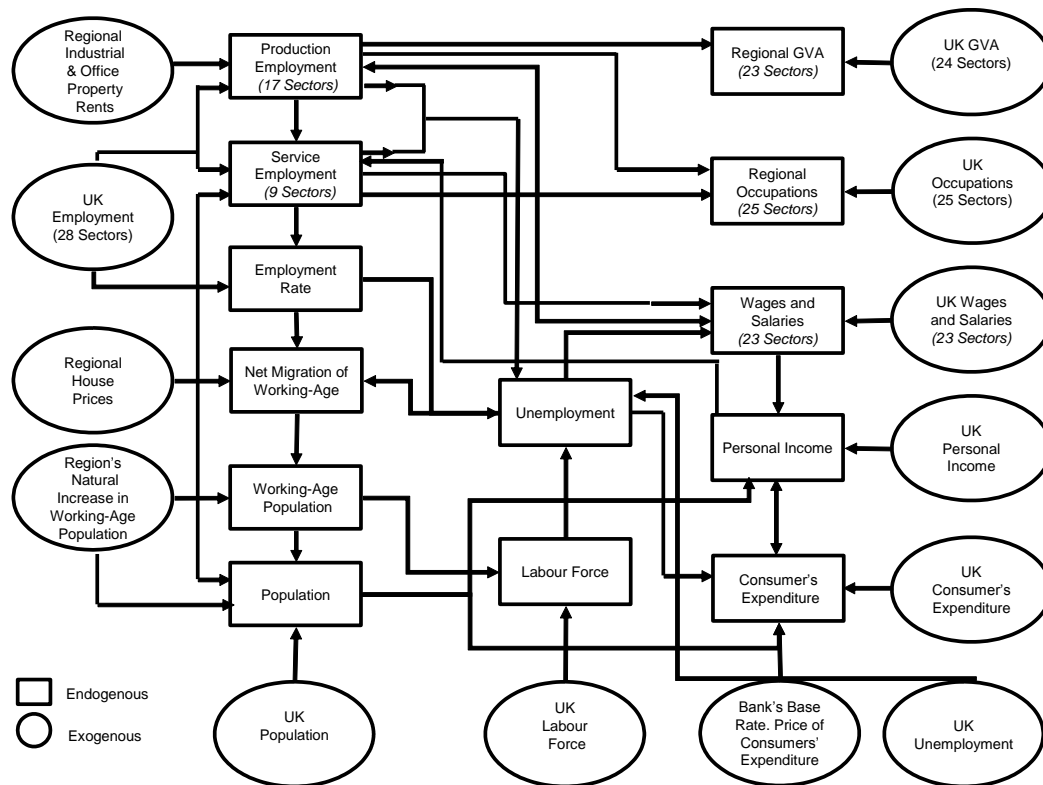 Regional
Industrial
& Office
Property
Rents
Production
Employment
(17 Sectors)
Regional GVA
(23 Sectors)
UK GVA
(24 Sectors)
Service
Employment
(9 Sectors)
Regional
Occupations
(25 Sectors)
UK
Occupations
(25 Sectors)
UK
Employment
(28 Sectors)
Employment
Rate
Wages and
Salaries
(23 Sectors)
UK Wages
and Salaries
(23 Sectors)
Regional
House
Prices
Net Migration of
Working-Age
Unemployment
Personal Income
UK
Personal
Income
Region's
Natural
Increase in
Working-Age
Population
Working-Age
Population
Labour Force
Consumer's
Expenditure
UK
Consumer's
Expenditure
Population
Endogenous
Exogenous
UK
Population
UK
Labour
Force
Bank's Base
Rate. Price of
Consumers'
Expenditure
UK
Unemployment